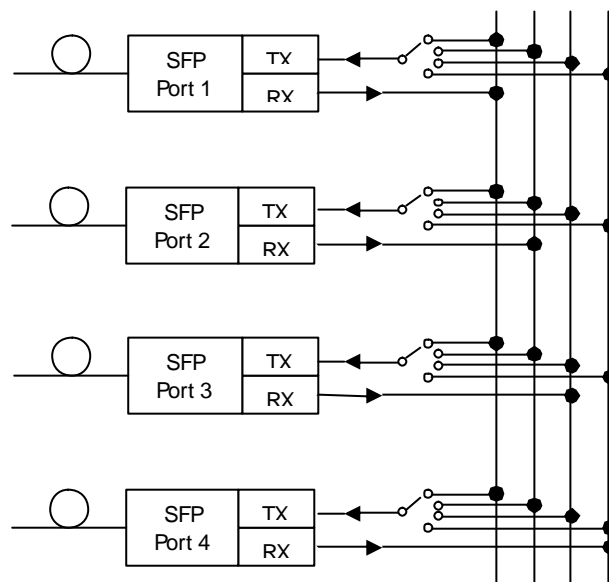 SFP TX
Port 1 RX
SFP TX
Port 2 RX
SFP TX
Port 3 RX
SFP TX
Port 4 RX